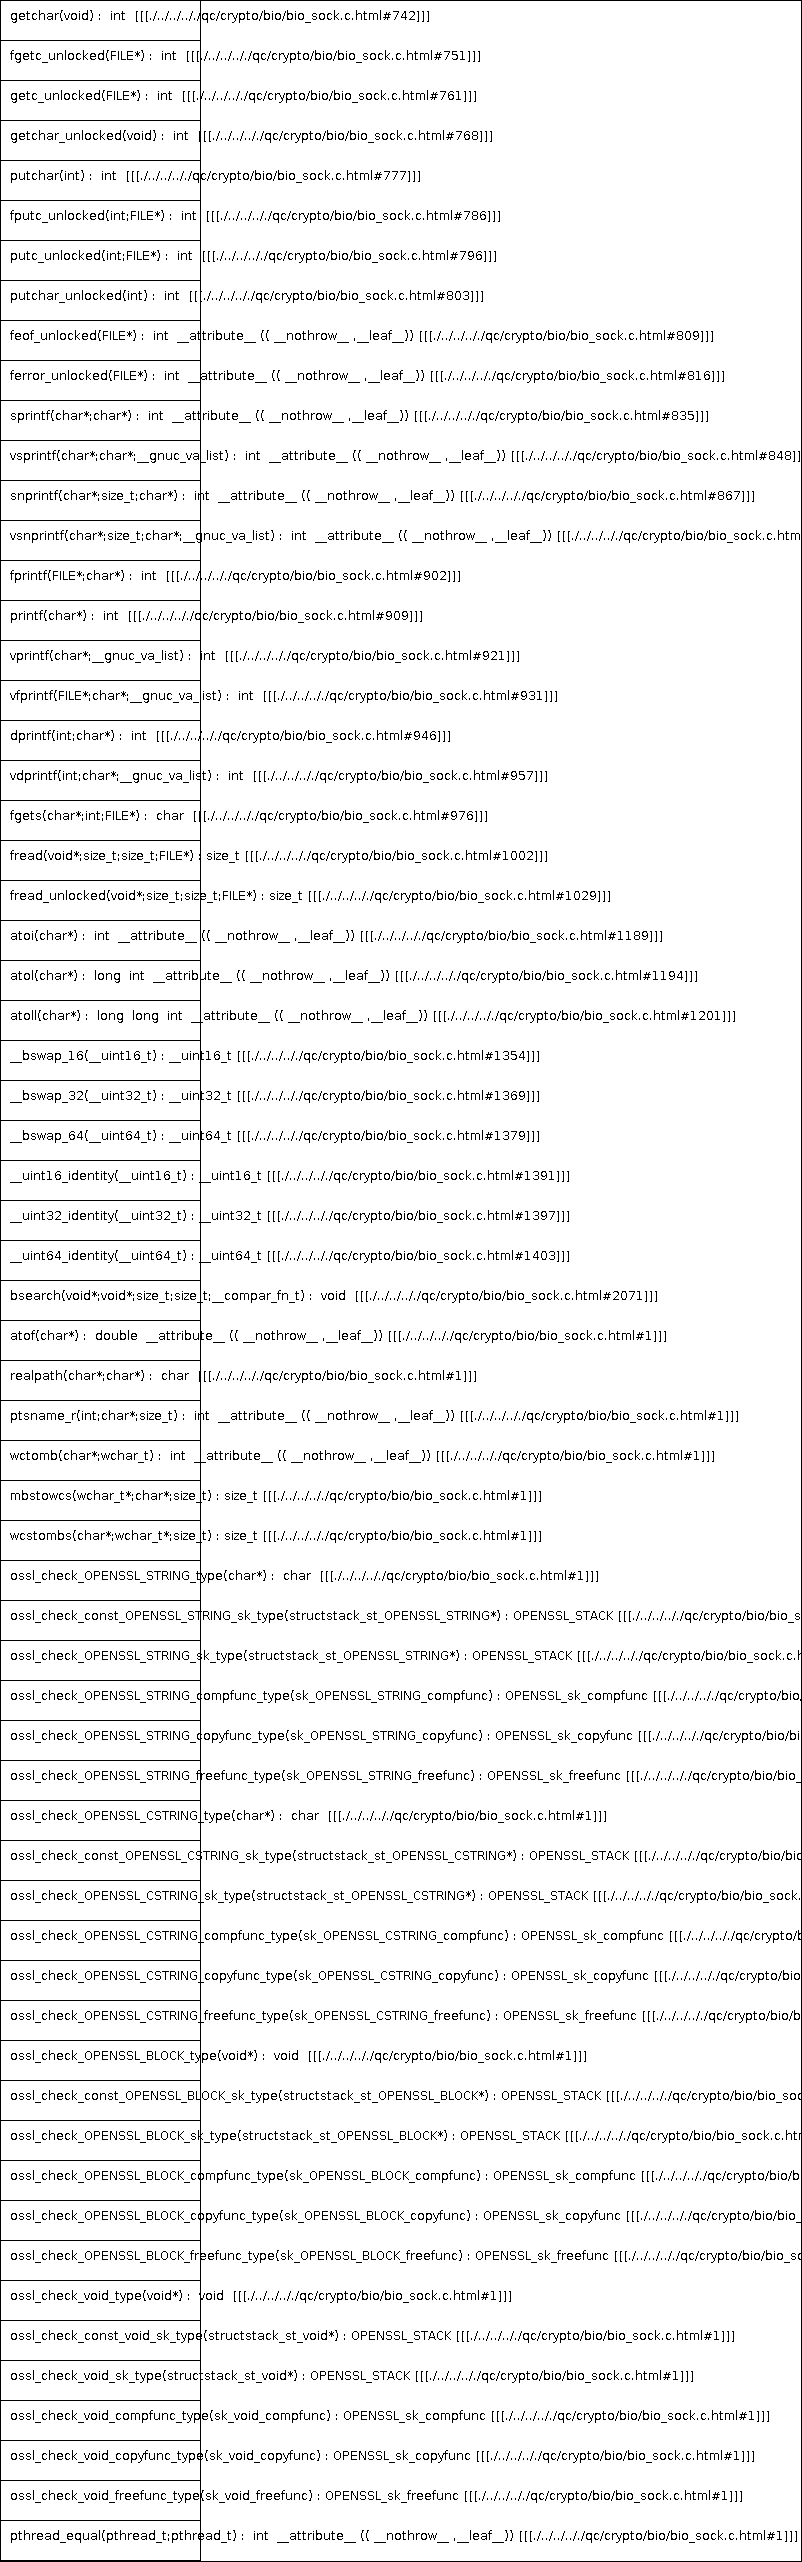 getchar(void) :  int  [[[./../../../../qc/crypto/bio/bio_sock.c.html#742]]]
fgetc_unlocked(FILE*) :  int  [[[./../../../../qc/crypto/bio/bio_sock.c.html#751]]]
getc_unlocked(FILE*) :  int  [[[./../../../../qc/crypto/bio/bio_sock.c.html#761]]]
getchar_unlocked(void) :  int  [[[./../../../../qc/crypto/bio/bio_sock.c.html#768]]]
putchar(int) :  int  [[[./../../../../qc/crypto/bio/bio_sock.c.html#777]]]
fputc_unlocked(int;FILE*) :  int  [[[./../../../../qc/crypto/bio/bio_sock.c.html#786]]]
putc_unlocked(int;FILE*) :  int  [[[./../../../../qc/crypto/bio/bio_sock.c.html#796]]]
putchar_unlocked(int) :  int  [[[./../../../../qc/crypto/bio/bio_sock.c.html#803]]]
feof_unlocked(FILE*) :  int  __attribute__ (( __nothrow__ ,__leaf__)) [[[./../../../../qc/crypto/bio/bio_sock.c.html#809]]]
ferror_unlocked(FILE*) :  int  __attribute__ (( __nothrow__ ,__leaf__)) [[[./../../../../qc/crypto/bio/bio_sock.c.html#816]]]
sprintf(char*;char*) :  int  __attribute__ (( __nothrow__ ,__leaf__)) [[[./../../../../qc/crypto/bio/bio_sock.c.html#835]]]
vsprintf(char*;char*;__gnuc_va_list) :  int  __attribute__ (( __nothrow__ ,__leaf__)) [[[./../../../../qc/crypto/bio/bio_sock.c.html#848]]
snprintf(char*;size_t;char*) :  int  __attribute__ (( __nothrow__ ,__leaf__)) [[[./../../../../qc/crypto/bio/bio_sock.c.html#867]]]
vsnprintf(char*;size_t;char*;__gnuc_va_list) :  int  __attribute__ (( __nothrow__ ,__leaf__)) [[[./../../../../qc/crypto/bio/bio_sock.c.htm
fprintf(FILE*;char*) :  int  [[[./../../../../qc/crypto/bio/bio_sock.c.html#902]]]
printf(char*) :  int  [[[./../../../../qc/crypto/bio/bio_sock.c.html#909]]]
vprintf(char*;__gnuc_va_list) :  int  [[[./../../../../qc/crypto/bio/bio_sock.c.html#921]]]
vfprintf(FILE*;char*;__gnuc_va_list) :  int  [[[./../../../../qc/crypto/bio/bio_sock.c.html#931]]]
dprintf(int;char*) :  int  [[[./../../../../qc/crypto/bio/bio_sock.c.html#946]]]
vdprintf(int;char*;__gnuc_va_list) :  int  [[[./../../../../qc/crypto/bio/bio_sock.c.html#957]]]
fgets(char*;int;FILE*) :  char  [[[./../../../../qc/crypto/bio/bio_sock.c.html#976]]]
fread(void*;size_t;size_t;FILE*) : size_t [[[./../../../../qc/crypto/bio/bio_sock.c.html#1002]]]
fread_unlocked(void*;size_t;size_t;FILE*) : size_t [[[./../../../../qc/crypto/bio/bio_sock.c.html#1029]]]
atoi(char*) :  int  __attribute__ (( __nothrow__ ,__leaf__)) [[[./../../../../qc/crypto/bio/bio_sock.c.html#1189]]]
atol(char*) :  long  int  __attribute__ (( __nothrow__ ,__leaf__)) [[[./../../../../qc/crypto/bio/bio_sock.c.html#1194]]]
atoll(char*) :  long  long  int  __attribute__ (( __nothrow__ ,__leaf__)) [[[./../../../../qc/crypto/bio/bio_sock.c.html#1201]]]
__bswap_16(__uint16_t) : __uint16_t [[[./../../../../qc/crypto/bio/bio_sock.c.html#1354]]]
__bswap_32(__uint32_t) : __uint32_t [[[./../../../../qc/crypto/bio/bio_sock.c.html#1369]]]
__bswap_64(__uint64_t) : __uint64_t [[[./../../../../qc/crypto/bio/bio_sock.c.html#1379]]]
__uint16_identity(__uint16_t) : __uint16_t [[[./../../../../qc/crypto/bio/bio_sock.c.html#1391]]]
__uint32_identity(__uint32_t) : __uint32_t [[[./../../../../qc/crypto/bio/bio_sock.c.html#1397]]]
__uint64_identity(__uint64_t) : __uint64_t [[[./../../../../qc/crypto/bio/bio_sock.c.html#1403]]]
bsearch(void*;void*;size_t;size_t;__compar_fn_t) :  void  [[[./../../../../qc/crypto/bio/bio_sock.c.html#2071]]]
atof(char*) :  double  __attribute__ (( __nothrow__ ,__leaf__)) [[[./../../../../qc/crypto/bio/bio_sock.c.html#1]]]
realpath(char*;char*) :  char  [[[./../../../../qc/crypto/bio/bio_sock.c.html#1]]]
ptsname_r(int;char*;size_t) :  int  __attribute__ (( __nothrow__ ,__leaf__)) [[[./../../../../qc/crypto/bio/bio_sock.c.html#1]]]
wctomb(char*;wchar_t) :  int  __attribute__ (( __nothrow__ ,__leaf__)) [[[./../../../../qc/crypto/bio/bio_sock.c.html#1]]]
mbstowcs(wchar_t*;char*;size_t) : size_t [[[./../../../../qc/crypto/bio/bio_sock.c.html#1]]]
wcstombs(char*;wchar_t*;size_t) : size_t [[[./../../../../qc/crypto/bio/bio_sock.c.html#1]]]
ossl_check_OPENSSL_STRING_type(char*) :  char  [[[./../../../../qc/crypto/bio/bio_sock.c.html#1]]]
ossl_check_const_OPENSSL_STRING_sk_type(structstack_st_OPENSSL_STRING*) : OPENSSL_STACK [[[./../../../../qc/crypto/bio/bio_s
ossl_check_OPENSSL_STRING_sk_type(structstack_st_OPENSSL_STRING*) : OPENSSL_STACK [[[./../../../../qc/crypto/bio/bio_sock.c.h
ossl_check_OPENSSL_STRING_compfunc_type(sk_OPENSSL_STRING_compfunc) : OPENSSL_sk_compfunc [[[./../../../../qc/crypto/bio/
ossl_check_OPENSSL_STRING_copyfunc_type(sk_OPENSSL_STRING_copyfunc) : OPENSSL_sk_copyfunc [[[./../../../../qc/crypto/bio/bi
ossl_check_OPENSSL_STRING_freefunc_type(sk_OPENSSL_STRING_freefunc) : OPENSSL_sk_freefunc [[[./../../../../qc/crypto/bio/bio_
ossl_check_OPENSSL_CSTRING_type(char*) :  char  [[[./../../../../qc/crypto/bio/bio_sock.c.html#1]]]
ossl_check_const_OPENSSL_CSTRING_sk_type(structstack_st_OPENSSL_CSTRING*) : OPENSSL_STACK [[[./../../../../qc/crypto/bio/bio
ossl_check_OPENSSL_CSTRING_sk_type(structstack_st_OPENSSL_CSTRING*) : OPENSSL_STACK [[[./../../../../qc/crypto/bio/bio_sock.
ossl_check_OPENSSL_CSTRING_compfunc_type(sk_OPENSSL_CSTRING_compfunc) : OPENSSL_sk_compfunc [[[./../../../../qc/crypto/b
ossl_check_OPENSSL_CSTRING_copyfunc_type(sk_OPENSSL_CSTRING_copyfunc) : OPENSSL_sk_copyfunc [[[./../../../../qc/crypto/bio
ossl_check_OPENSSL_CSTRING_freefunc_type(sk_OPENSSL_CSTRING_freefunc) : OPENSSL_sk_freefunc [[[./../../../../qc/crypto/bio/b
ossl_check_OPENSSL_BLOCK_type(void*) :  void  [[[./../../../../qc/crypto/bio/bio_sock.c.html#1]]]
ossl_check_const_OPENSSL_BLOCK_sk_type(structstack_st_OPENSSL_BLOCK*) : OPENSSL_STACK [[[./../../../../qc/crypto/bio/bio_soc
ossl_check_OPENSSL_BLOCK_sk_type(structstack_st_OPENSSL_BLOCK*) : OPENSSL_STACK [[[./../../../../qc/crypto/bio/bio_sock.c.htm
ossl_check_OPENSSL_BLOCK_compfunc_type(sk_OPENSSL_BLOCK_compfunc) : OPENSSL_sk_compfunc [[[./../../../../qc/crypto/bio/b
ossl_check_OPENSSL_BLOCK_copyfunc_type(sk_OPENSSL_BLOCK_copyfunc) : OPENSSL_sk_copyfunc [[[./../../../../qc/crypto/bio/bio_
ossl_check_OPENSSL_BLOCK_freefunc_type(sk_OPENSSL_BLOCK_freefunc) : OPENSSL_sk_freefunc [[[./../../../../qc/crypto/bio/bio_so
ossl_check_void_type(void*) :  void  [[[./../../../../qc/crypto/bio/bio_sock.c.html#1]]]
ossl_check_const_void_sk_type(structstack_st_void*) : OPENSSL_STACK [[[./../../../../qc/crypto/bio/bio_sock.c.html#1]]]
ossl_check_void_sk_type(structstack_st_void*) : OPENSSL_STACK [[[./../../../../qc/crypto/bio/bio_sock.c.html#1]]]
ossl_check_void_compfunc_type(sk_void_compfunc) : OPENSSL_sk_compfunc [[[./../../../../qc/crypto/bio/bio_sock.c.html#1]]]
ossl_check_void_copyfunc_type(sk_void_copyfunc) : OPENSSL_sk_copyfunc [[[./../../../../qc/crypto/bio/bio_sock.c.html#1]]]
ossl_check_void_freefunc_type(sk_void_freefunc) : OPENSSL_sk_freefunc [[[./../../../../qc/crypto/bio/bio_sock.c.html#1]]]
pthread_equal(pthread_t;pthread_t) :  int  __attribute__ (( __nothrow__ ,__leaf__)) [[[./../../../../qc/crypto/bio/bio_sock.c.html#1]]]